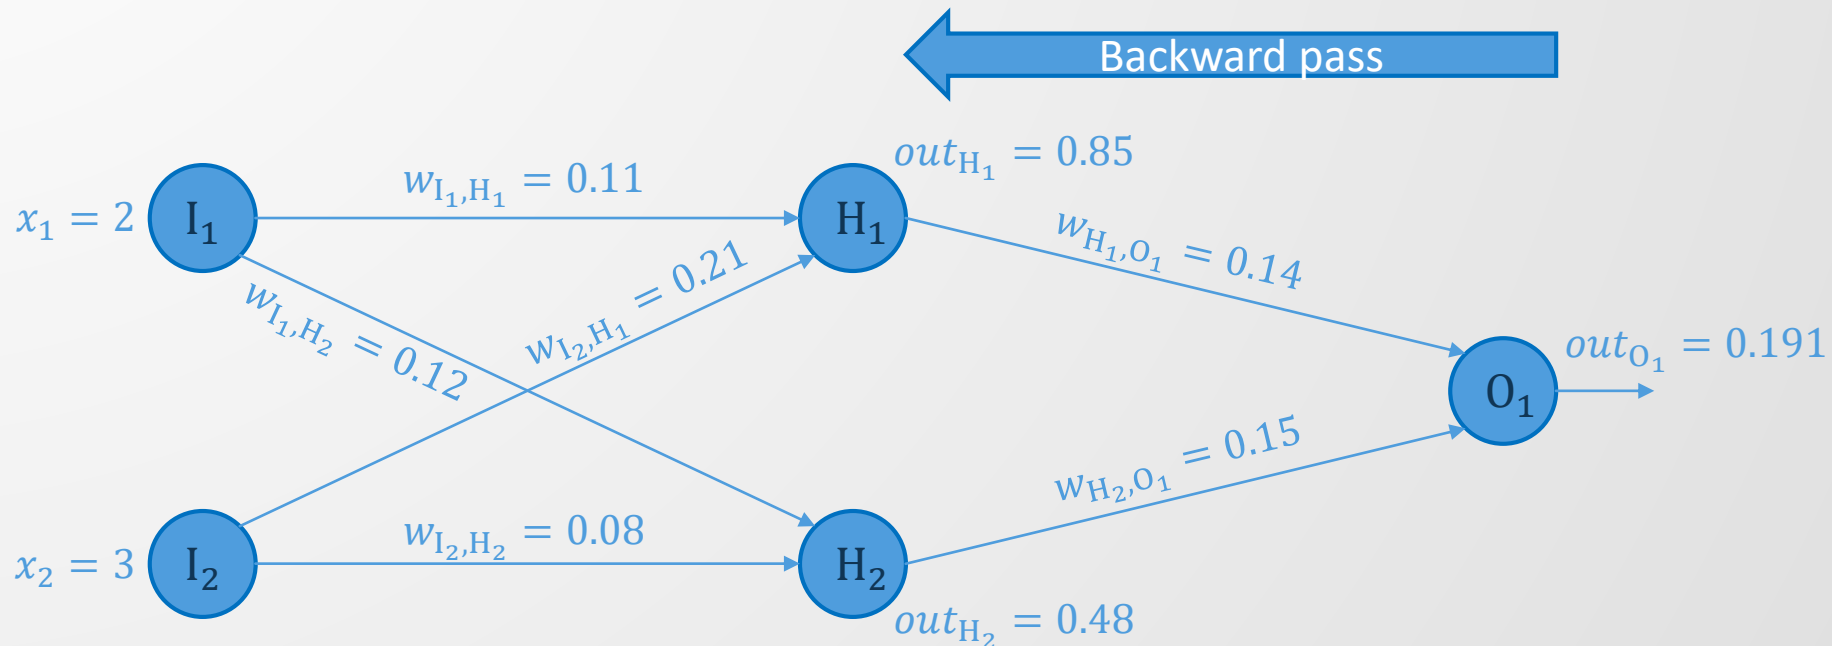 Backward pass
out_H₁ = 0.85
w_I₁,H₁ = 0.11
x₁ = 2
I₁
H₁
w_H₁,O₁ = 0.14
w_I₁,H₂ = 0.12
w_I₂,H₁ = 0.21
out_O₁ = 0.191
O₁
w_H₂,O₁ = 0.15
w_I₂,H₂ = 0.08
x₂ = 3
I₂
H₂
out_H₂ = 0.48